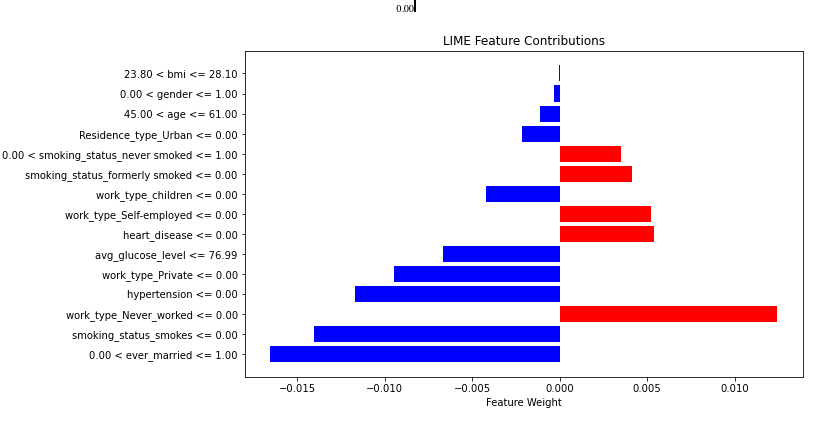 0.00
LIME Feature Contributions
23.80 < bmi <= 28.10
0.00 < gender <= 1.00
45.00 < age <= 61.00
Residence_type_Urban <= 0.00
0.00 < smoking_status_never smoked <= 1.00
smoking_status_formerly smoked <= 0.00
work_type_children <= 0.00
work_type_Self-employed <= 0.00
heart_disease <= 0.00
avg_glucose_level <= 76.99
work_type_Private <= 0.00
hypertension <= 0.00
work_type_Never_worked <= 0.00
smoking_status_smokes <= 0.00
0.00 < ever_married <= 1.00
−0.015 −0.010 −0.005 0.000 0.005 0.010
Feature Weight